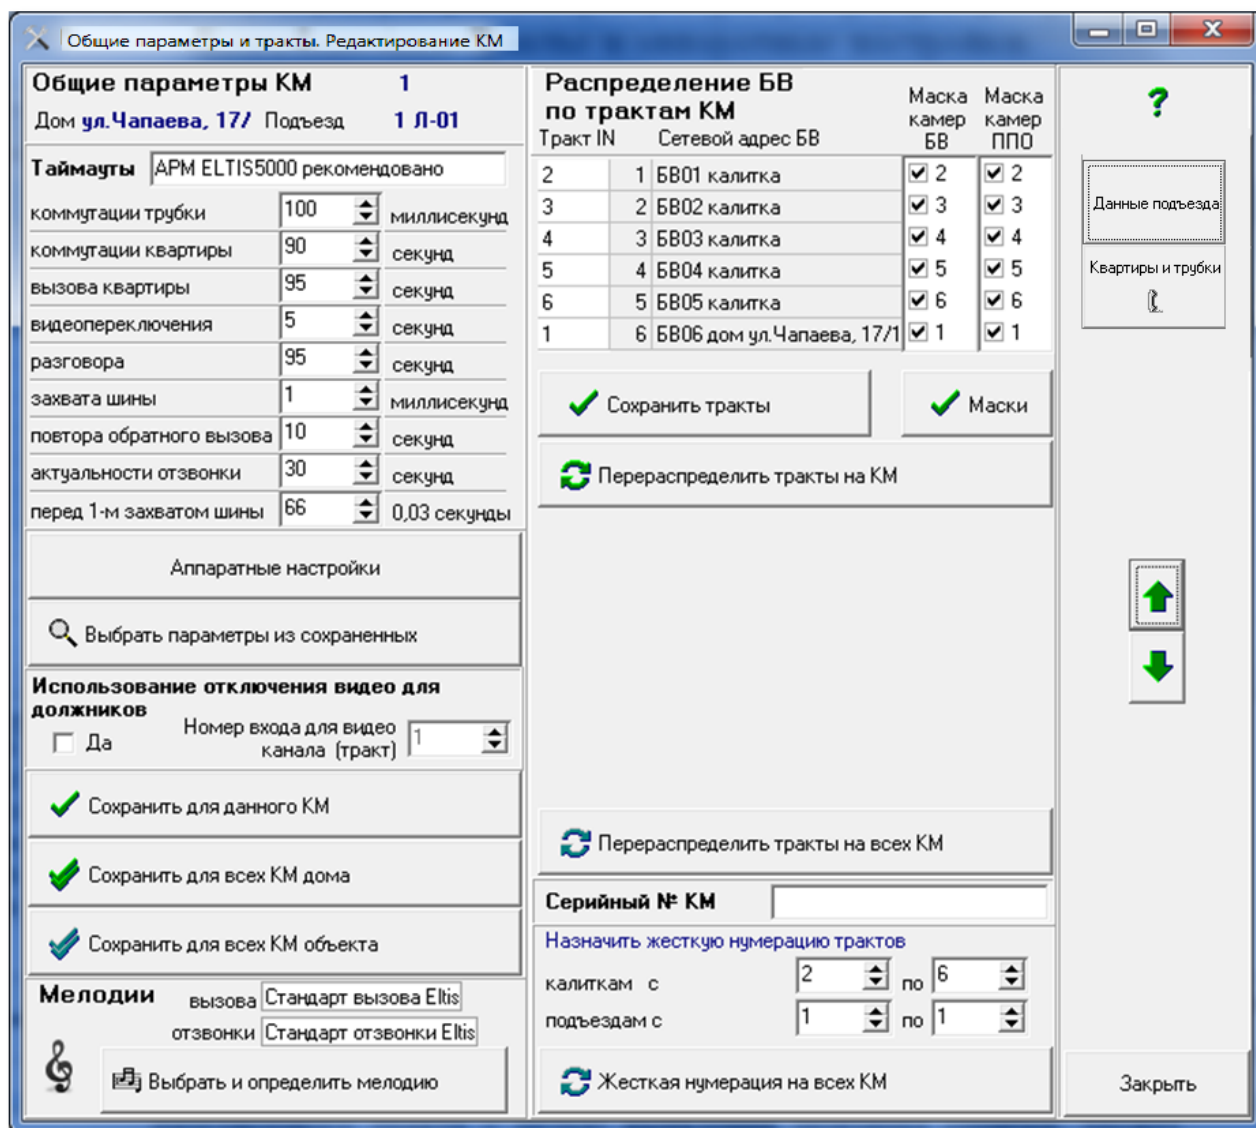 Общие параметры и тракты. Редактирование КМ
Общие параметры КМ 1
Дом ул.Чапаева, 17/ Подъезд 1 Л-01
Таймауты АРМ ELTIS5000 рекомендовано
коммутации трубки 100 миллисекунд
коммутации квартиры 90 секунд
вызова квартиры 95 секунд
видеопереключения 5 секунд
разговора 95 секунд
захвата шины 1 миллисекунд
повтора обратного вызова 10 секунд
актуальности отзвонки 30 секунд
перед 1-м захватом шины 66 0,03 секунды
Аппаратные настройки
Выбрать параметры из сохраненных
Использование отключения видео для
должников
Да
Номер входа для видео
канала (тракт) 1
Сохранить для данного КМ
Сохранить для всех КМ дома
Сохранить для всех КМ объекта
Мелодии вызова Стандарт вызова Eltis
отзвонки Стандарт отзвонки Eltis
Выбрать и определить мелодию
Распределение БВ
по трактам КМ
Тракт IN Сетевой адрес БВ
Маска
камер
БВ
Маска
камер
ППО
2 1 БВ01 калитка 2 2
3 2 БВ02 калитка 3 3
4 3 БВ03 калитка 4 4
5 4 БВ04 калитка 5 5
6 5 БВ05 калитка 6 6
1 6 БВ06 дом ул.Чапаева, 17/1 1 1
Сохранить тракты
Маски
Перераспределить тракты на КМ
Перераспределить тракты на всех КМ
Серийный № КМ
Назначить жесткую нумерацию трактов
калиткам с 2 по 6
подъездам с 1 по 1
Жесткая нумерация на всех КМ
?
Данные подъезда
Квартиры и трубки
Закрыть